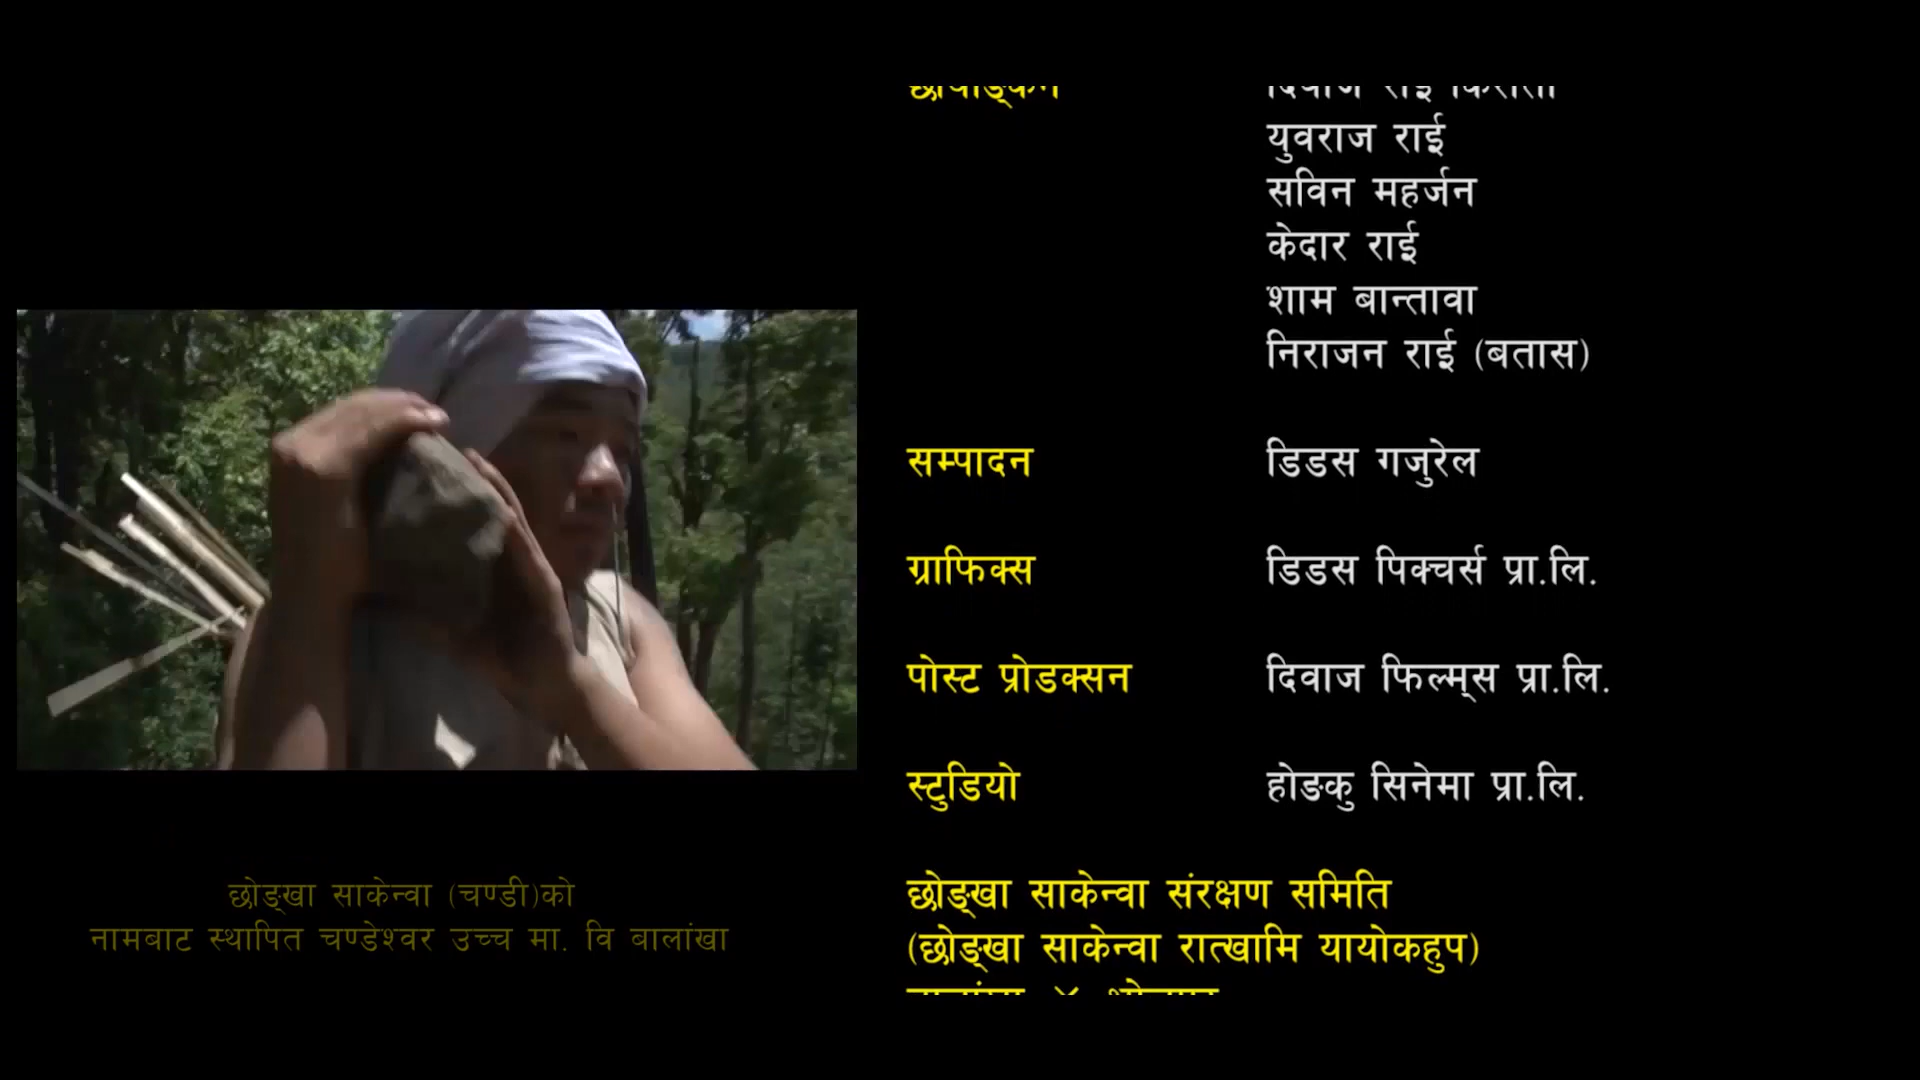 छायाङ्कन दिवाज राई किराती
युवराज राई
सविन महर्जन
केदार राई
शाम बान्तावा
निराजन राई (बतास)
सम्पादन डिडस गजुरेल
ग्राफिक्स डिडस पिक्चर्स प्रा.लि.
पोस्ट प्रोडक्सन दिवाज फिल्म्स प्रा.लि.
स्टुडियो होङकु सिनेमा प्रा.लि.
छोङ्खा साकेन्वा संरक्षण समिति
(छोङ्खा साकेन्वा रात्खामि यायोकहुप)
छोङ्खा साकेन्वा (चण्डी)को
नामबाट स्थापित चण्डेश्वर उच्च मा. वि बालांखा